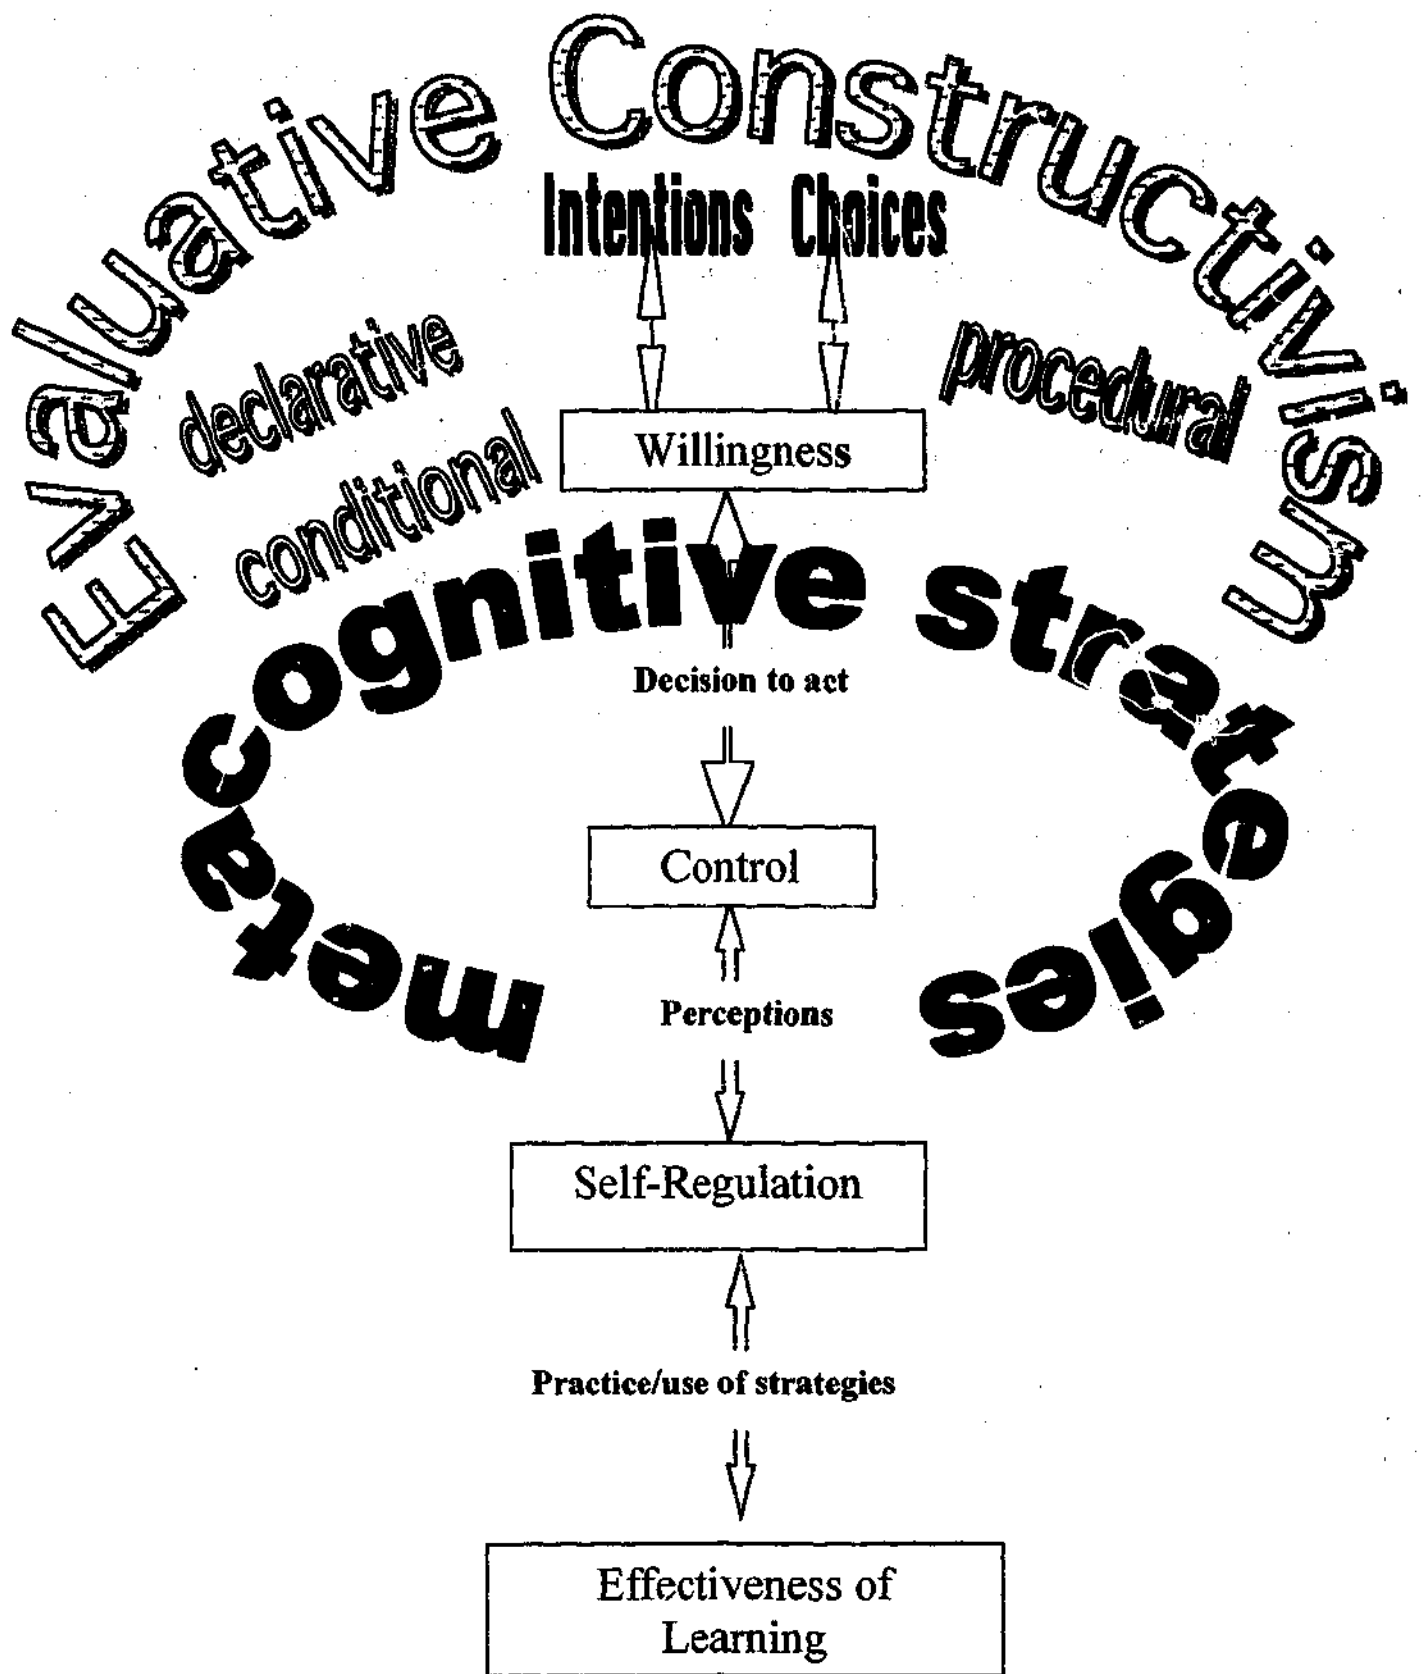 Evaluative Constructivism
Intentions Choices
declarative
procedural
conditional
Willingness
metacognitive strategies
Decision to act
Control
Perceptions
Self-Regulation
Practice/use of strategies
Effectiveness of
Learning